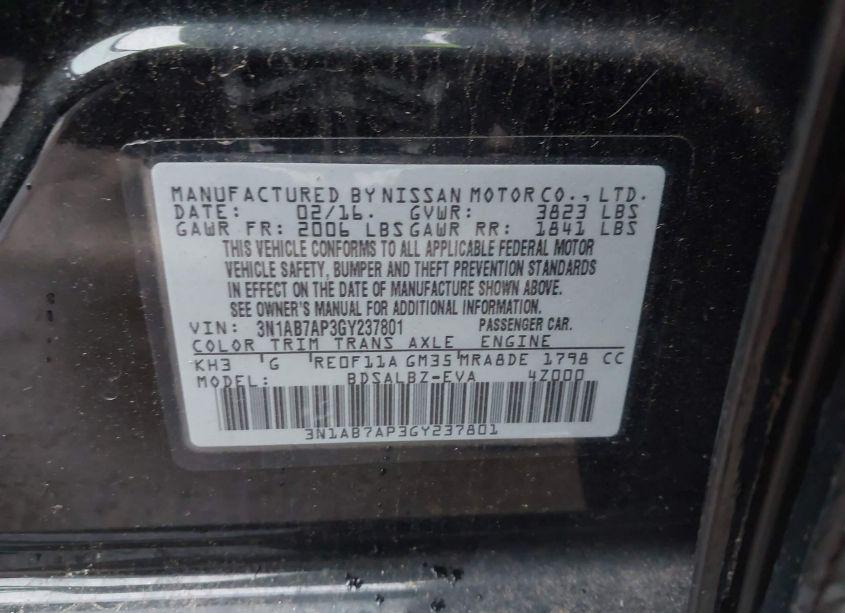 MANUFACTURED BY NISSAN MOTOR CO., LTD.
DATE: 02/16. GVWR: 3823 LBS
GAWR FR: 2006 LBS GAWR RR: 1841 LBS
THIS VEHICLE CONFORMS TO ALL APPLICABLE FEDERAL MOTOR
VEHICLE SAFETY, BUMPER AND THEFT PREVENTION STANDARDS
IN EFFECT ON THE DATE OF MANUFACTURE SHOWN ABOVE.
SEE OWNER'S MANUAL FOR ADDITIONAL INFORMATION.
VIN: 3N1AB7AP3GY237801 PASSENGER CAR.
COLOR TRIM TRANS AXLE ENGINE
KH3 G RE0F11A GM35 MRA8DE 1798 CC
MODEL: BDSALBZ-EVA 4Z000
3N1AB7AP3GY237801